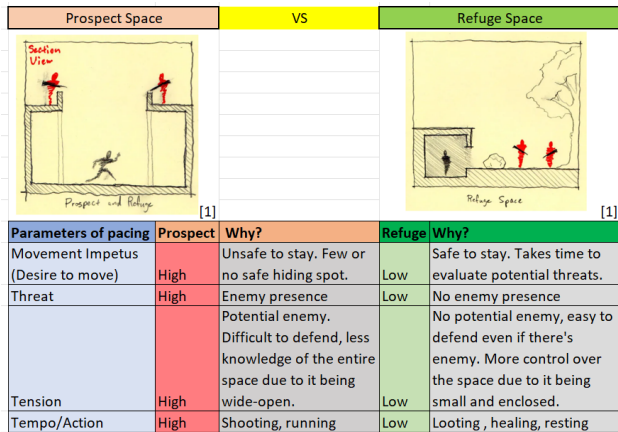 Prospect Space VS Refuge Space
Section
View
Prospect and Refuge
[1]
Refuge Space
[1]
Parameters of pacing Prospect Why? Refuge Why?
Movement Impetus
(Desire to move) High
Unsafe to stay. Few or
no safe hiding spot.
Low
Safe to stay. Takes time to
evaluate potential threats.
Threat High Enemy presence Low No enemy presence
Tension High
Potential enemy.
Difficult to defend, less
knowledge of the entire
space due to it being
wide-open.
Low
No potential enemy, easy to
defend even if there's
enemy. More control over
the space due to it being
small and enclosed.
Tempo/Action High Shooting, running Low Looting , healing, resting